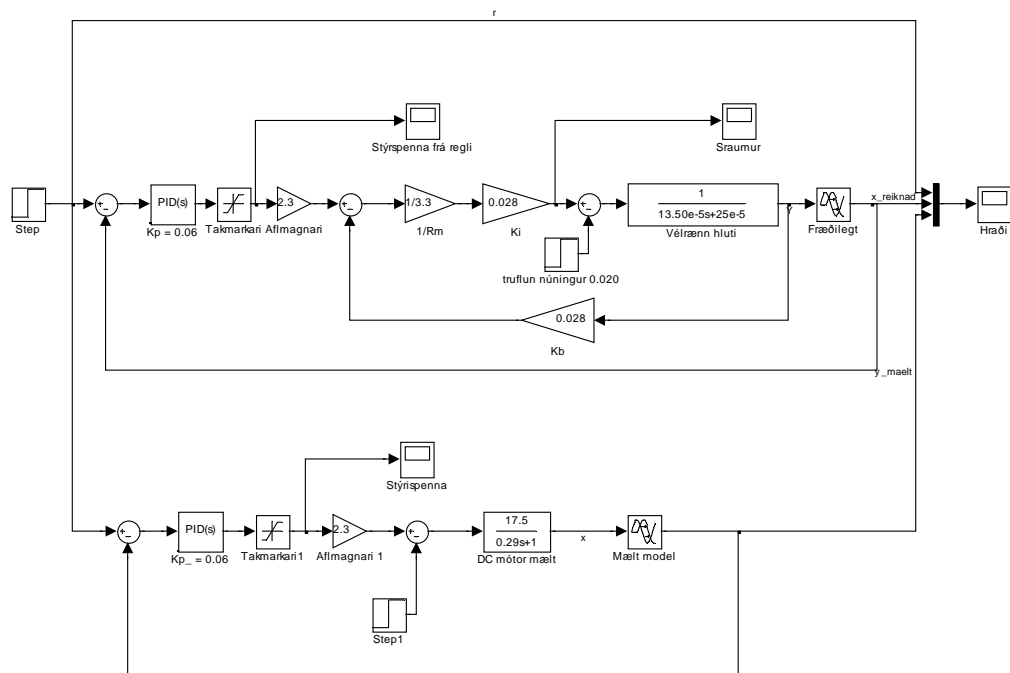 r
Stýrspenna frá regli
Sraumur
Step
+
-
PID(s)
Kp = 0.06
Takmarkari
2.3
Aflmagnari
+
-
1/3.3
1/Rm
0.028
Ki
+
-
1
13.50e-5s+25e-5
Vélrænn hluti
Y
Fræðilegt
x_reiknad
Hraði
truflun núningur 0.020
0.028
Kb
y_maelt
Stýrispenna
+
-
PID(s)
Kp_ = 0.06
Takmarkari1
2.3
Aflmagnari 1
+
-
17.5
0.29s+1
DC mótor mælt
x
Mælt model
Step1